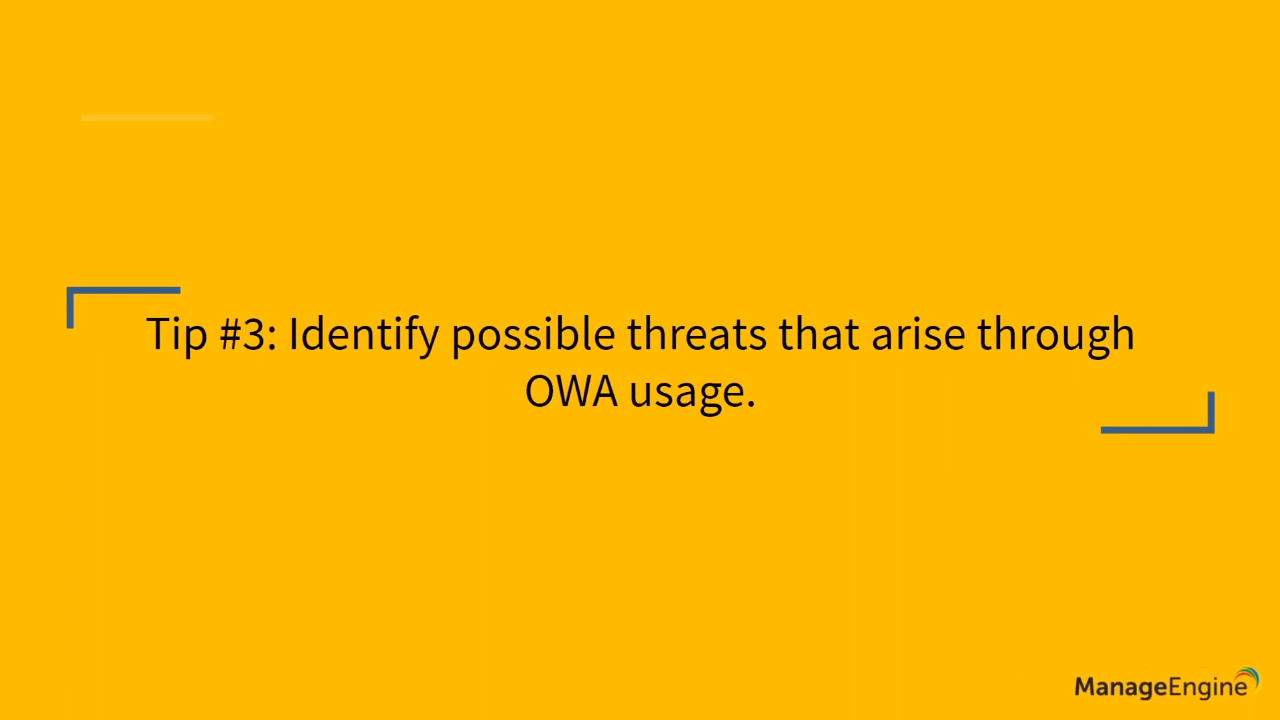 Tip #3: Identify possible threats that arise through
OWA usage.
ManageEngine